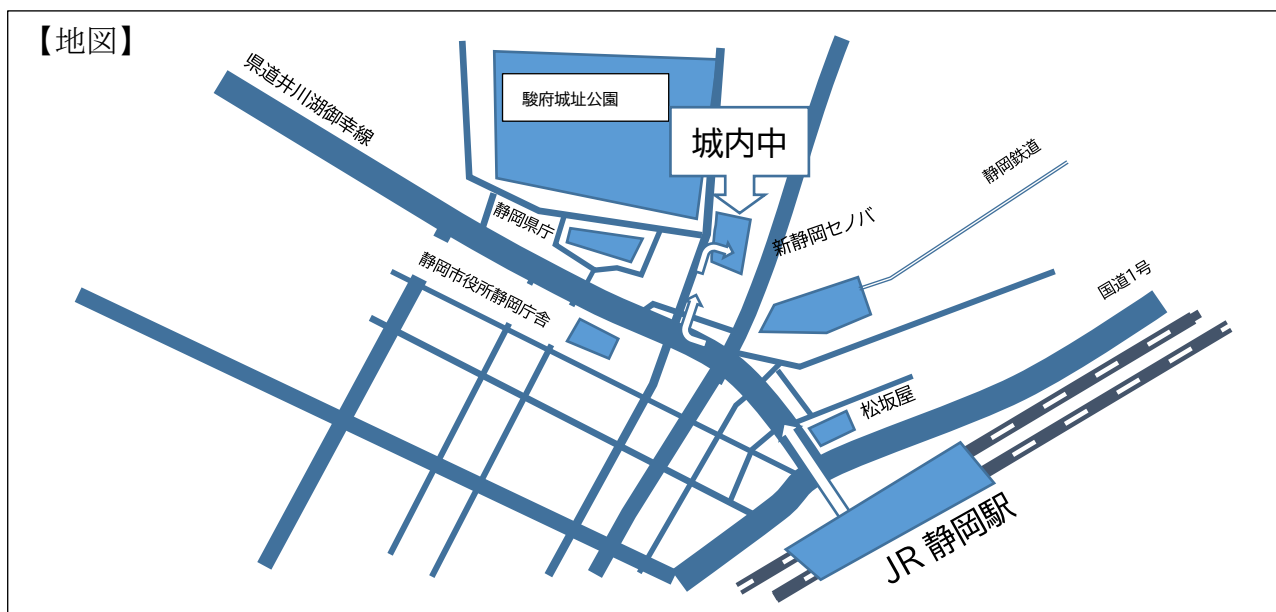 【地図】
県道井川湖御幸線
駿府城址公園
城内中
静岡鉄道
静岡県庁
新静岡セノバ
静岡市役所静岡庁舎
国道1号
松坂屋
JR 静岡駅